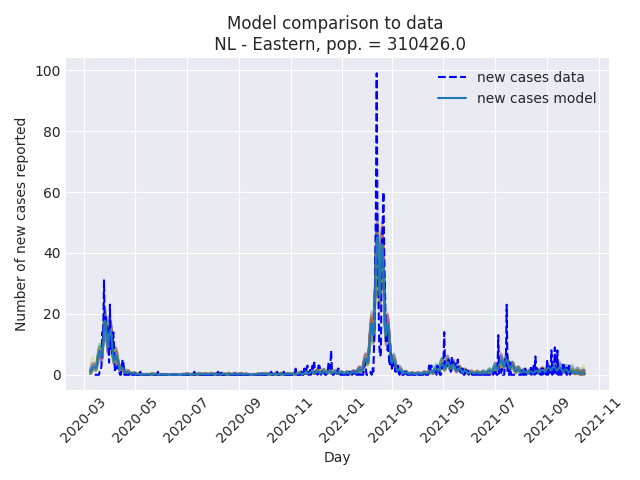 Model comparison to data
NL - Eastern, pop. = 310426.0
new cases data
new cases model
Number of new cases reported
100
80
60
40
20
0
2020-03
2020-05
2020-07
2020-09
2020-11
2021-01
2021-03
2021-05
2021-07
2021-09
2021-11
Day